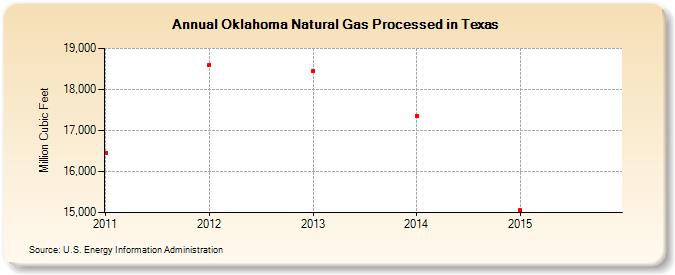 Annual Oklahoma Natural Gas Processed in Texas
Million Cubic Feet
19,000
18,000
17,000
16,000
15,000
2011 2012 2013 2014 2015
Source: U.S. Energy Information Administration